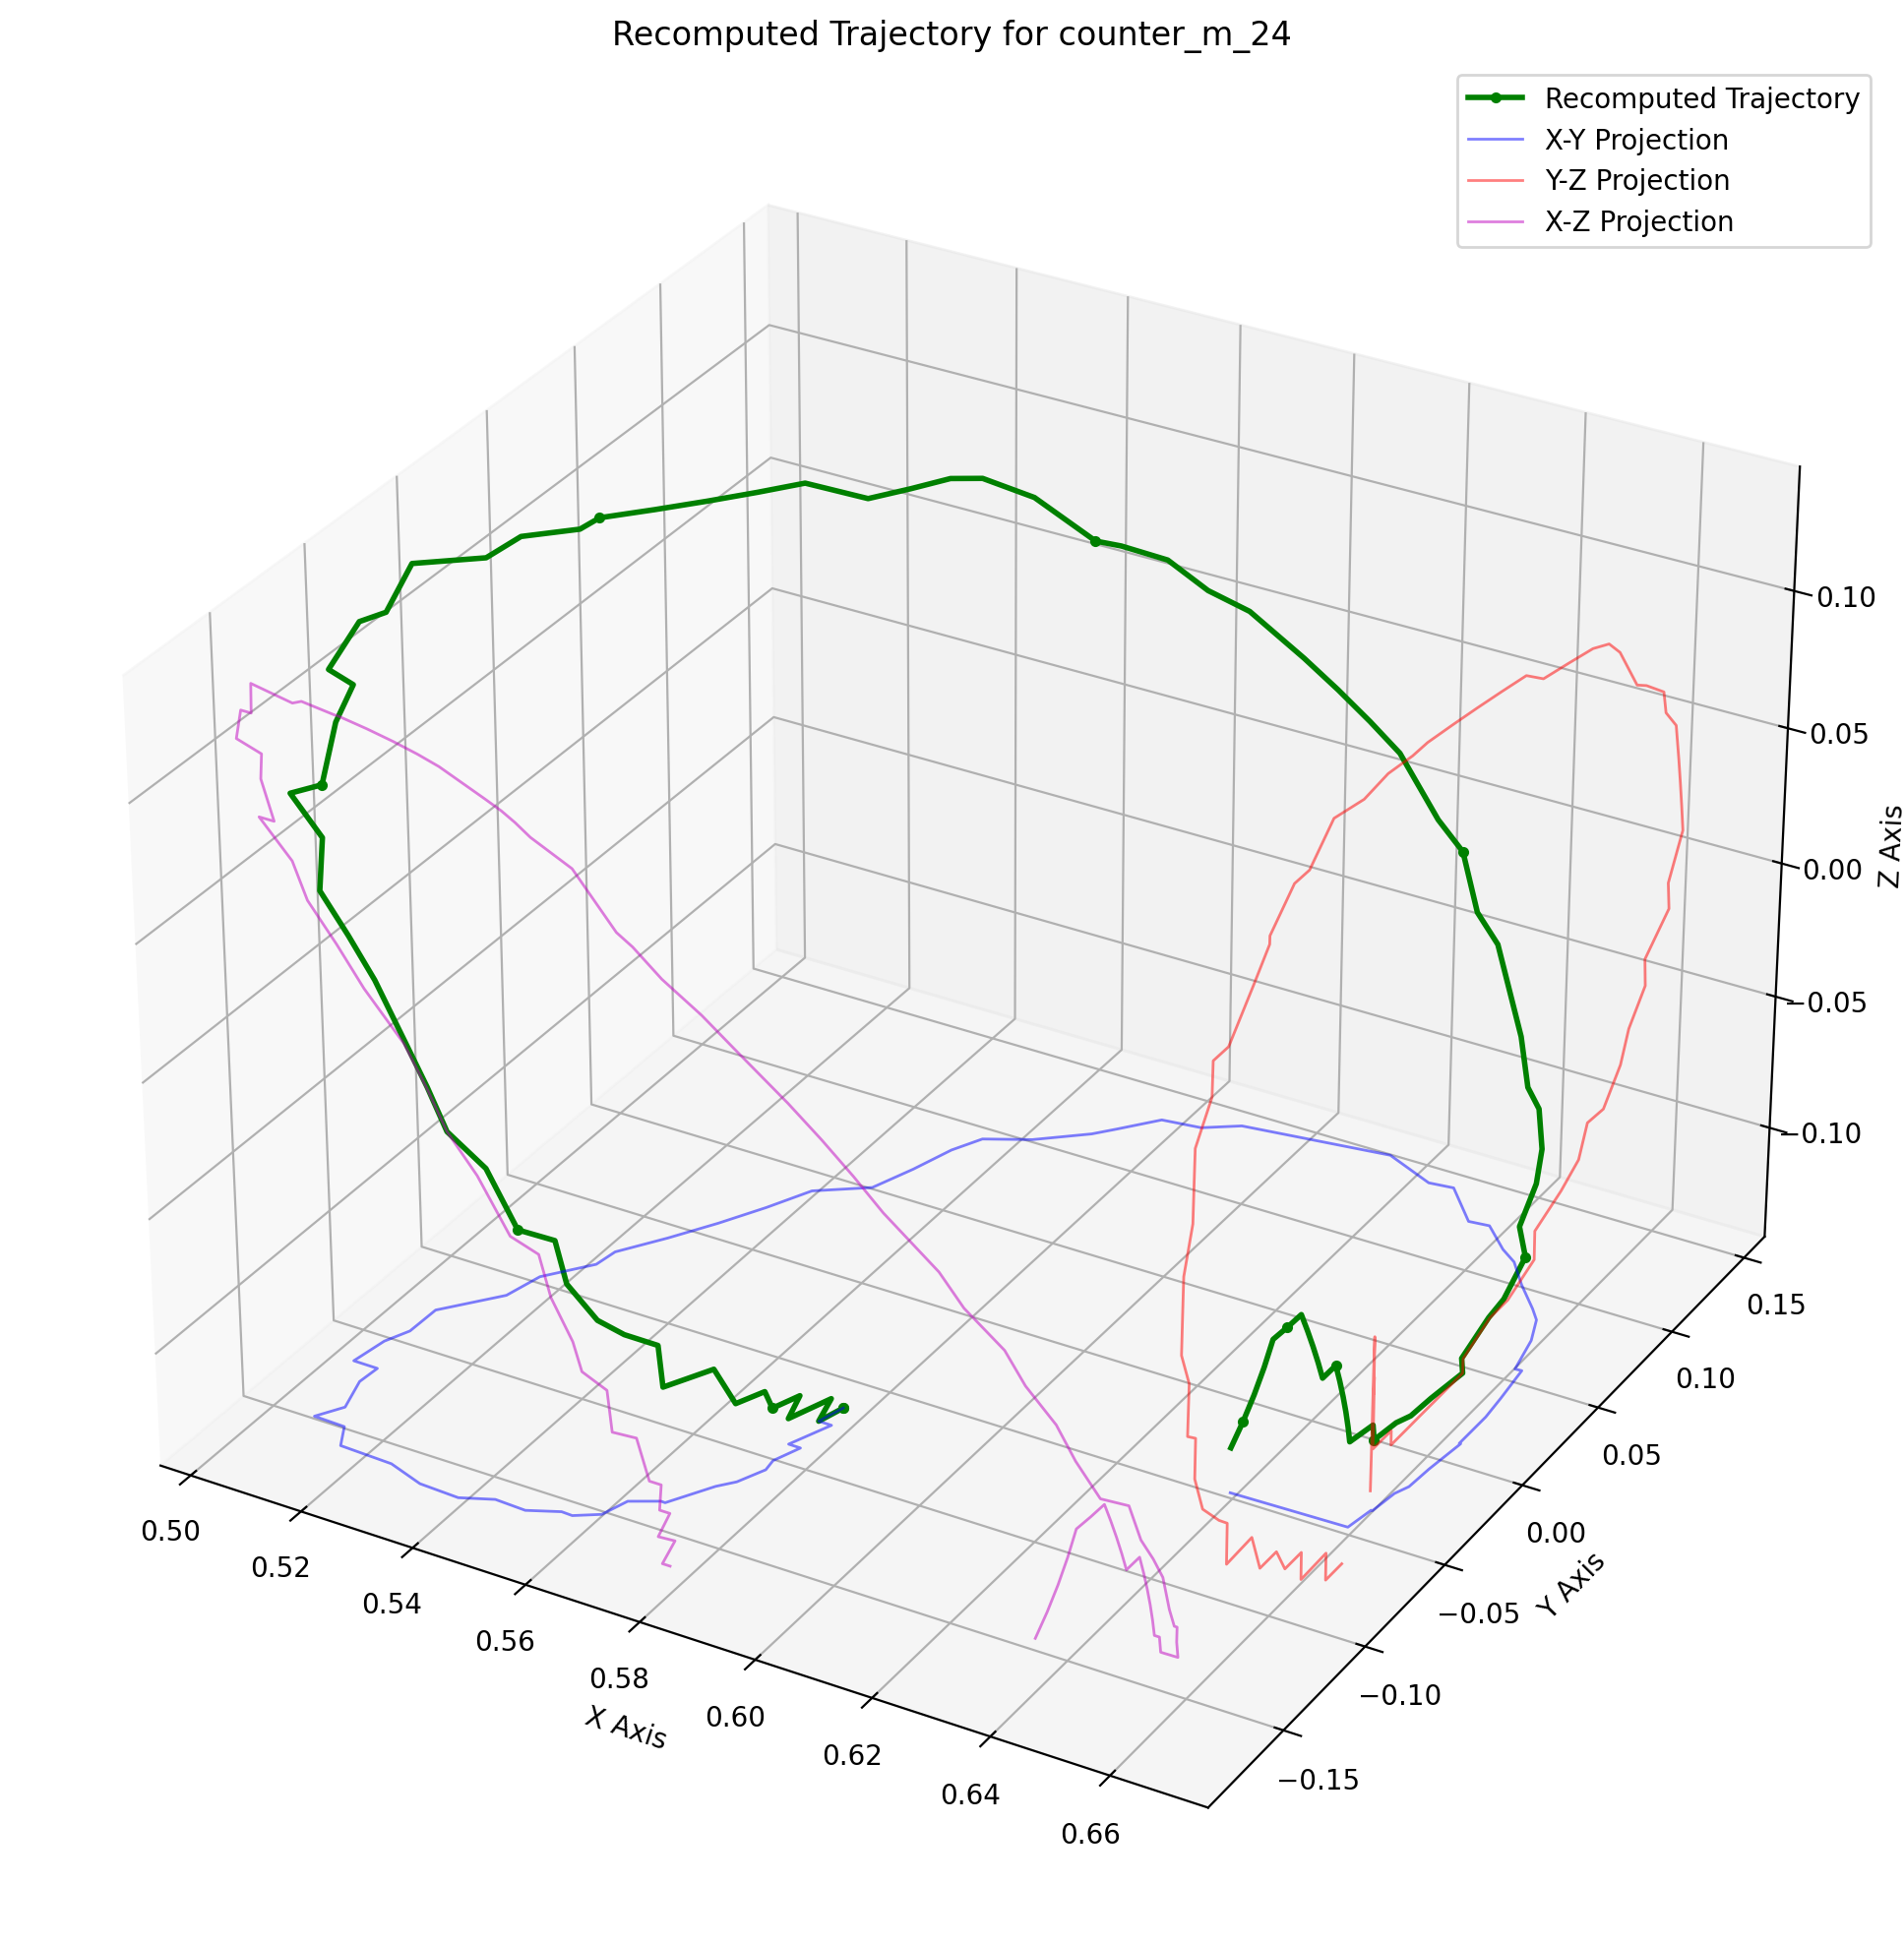 Recomputed Trajectory for counter_m_24
Recomputed Trajectory
X-Y Projection
Y-Z Projection
X-Z Projection
0.10
0.05
0.00
−0.05
−0.10
Z Axis
0.15
0.10
0.05
0.00
−0.05
−0.10
−0.15
Y Axis
0.50
0.52
0.54
0.56
0.58
0.60
0.62
0.64
0.66
X Axis